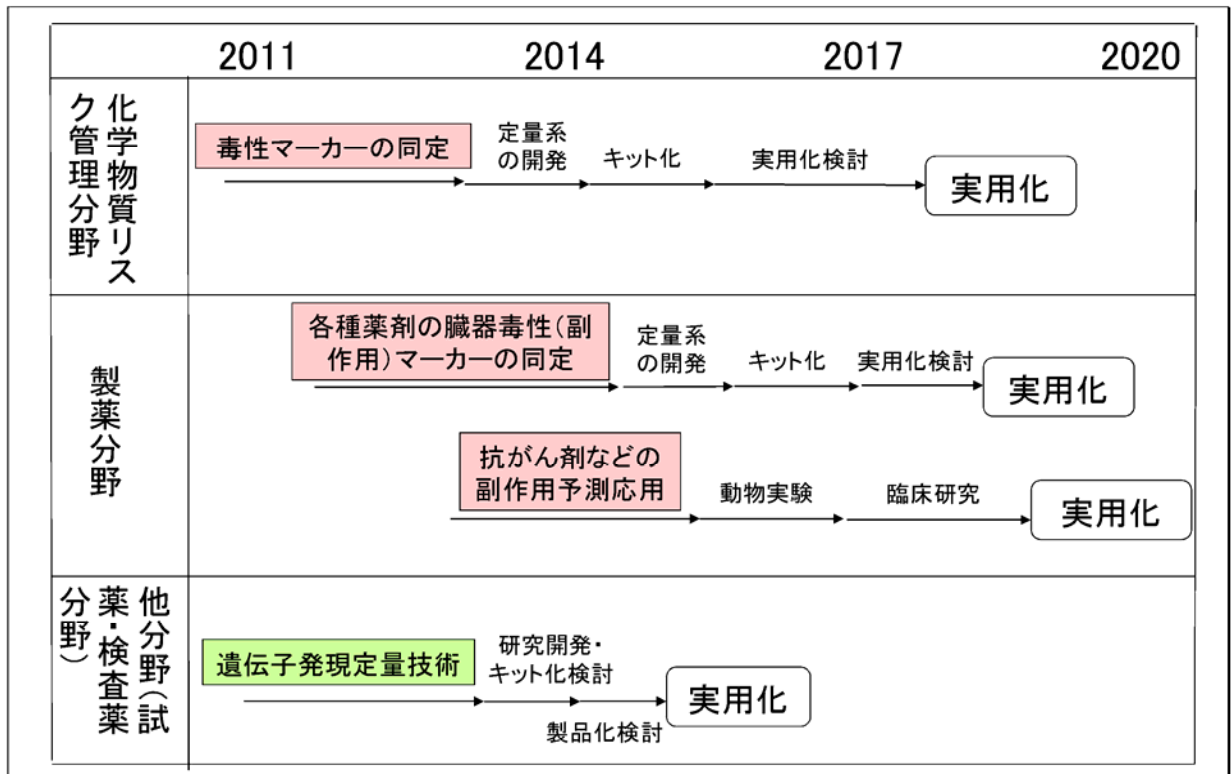 2011
2014
2017
2020
化学物質リス
ク管理分野
毒性マーカーの同定
定量系
の開発
キット化
実用化検討
実用化
製薬分野
各種薬剤の臓器毒性(副
作用)マーカーの同定
定量系
の開発
キット化
実用化検討
実用化
抗がん剤などの
副作用予測応用
動物実験
臨床研究
実用化
他分野(試
薬・検査薬
分野)
遺伝子発現定量技術
研究開発・
キット化検討
製品化検討
実用化